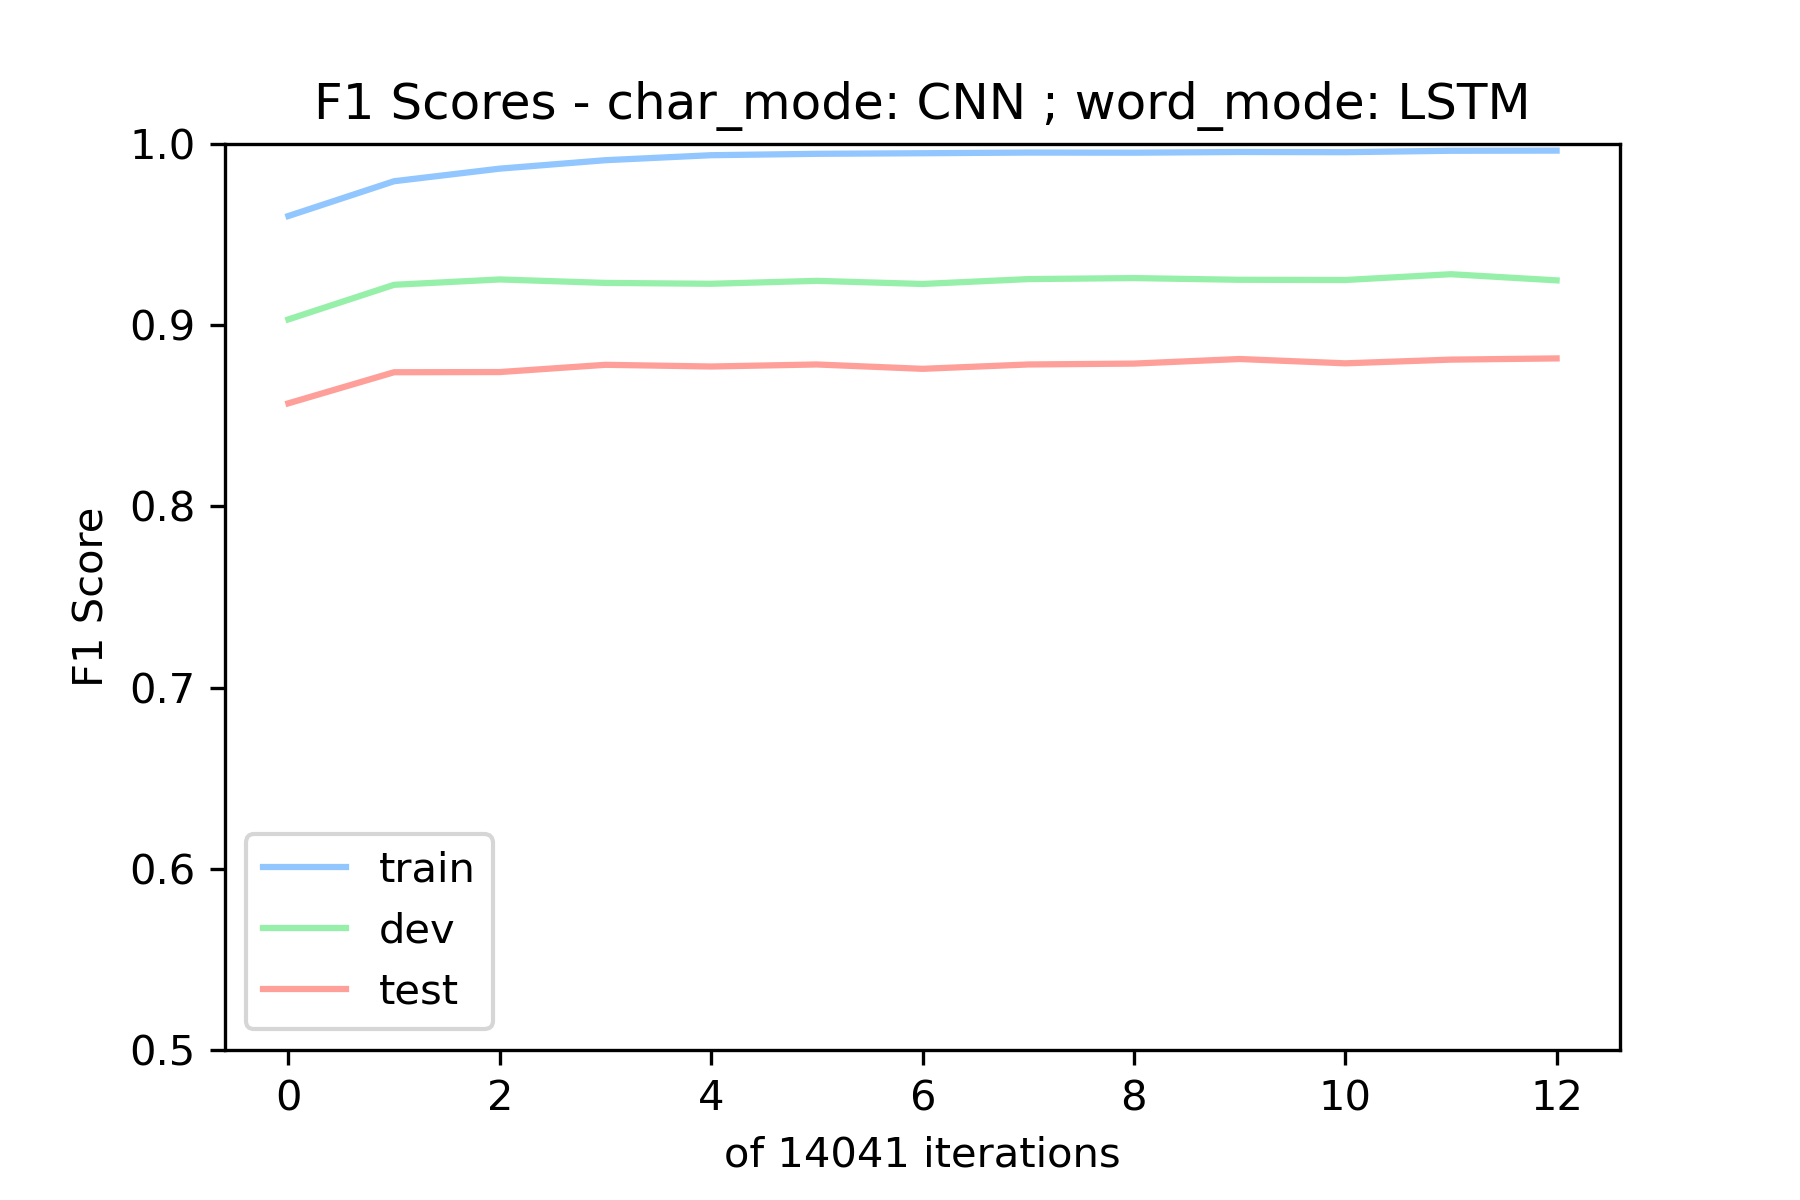 F1 Scores - char_mode: CNN ; word_mode: LSTM
1.0
0.9
0.8
0.7
0.6
0.5
F1 Score
train
dev
test
0 2 4 6 8 10 12
of 14041 iterations